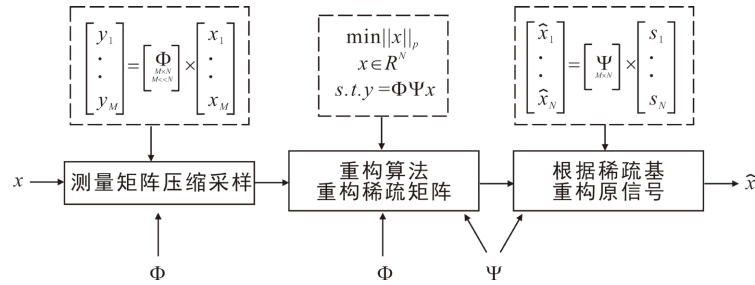 [y₁ · · y_M] = [Φ M×N M<<N] × [x₁ · · x_M]
min||x||ₚ
x∈Rᴺ
s.t.y=ΦΨx
[x̂₁ · · x̂_N] = [Ψ M×N] × [s₁ · · s_N]
x
测量矩阵压缩采样
重构算法
重构稀疏矩阵
根据稀疏基
重构原信号
x̂
Φ
Φ
Ψ